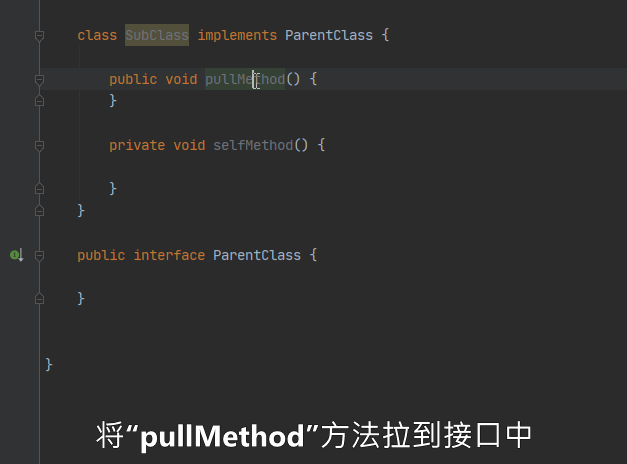 class SubClass implements ParentClass {
public void pullMethod() {
}
private void selfMethod() {
}
}
public interface ParentClass {
}
}
将“pullMethod”方法拉到接口中